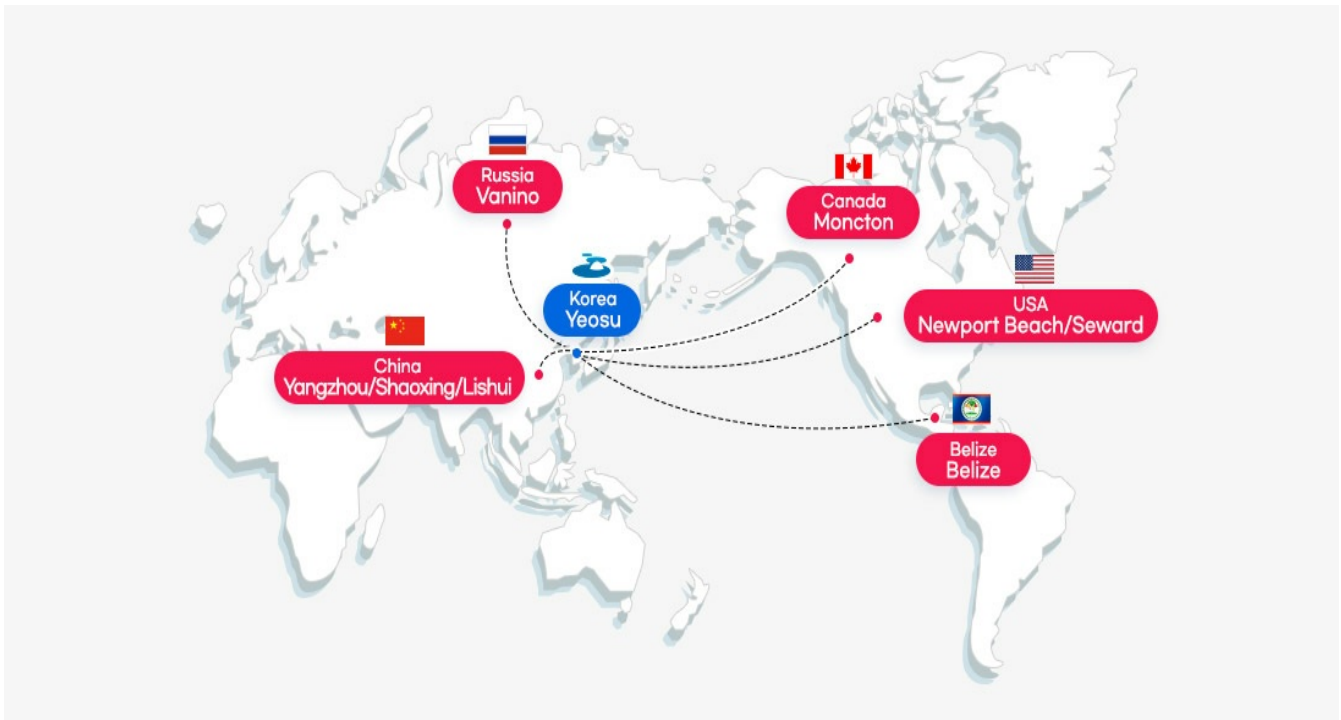 Russia
Vanino
Canada
Moncton
Korea
Yeosu
USA
Newport Beach/Seward
China
Yangzhou/Shaoxing/Lishui
Belize
Belize